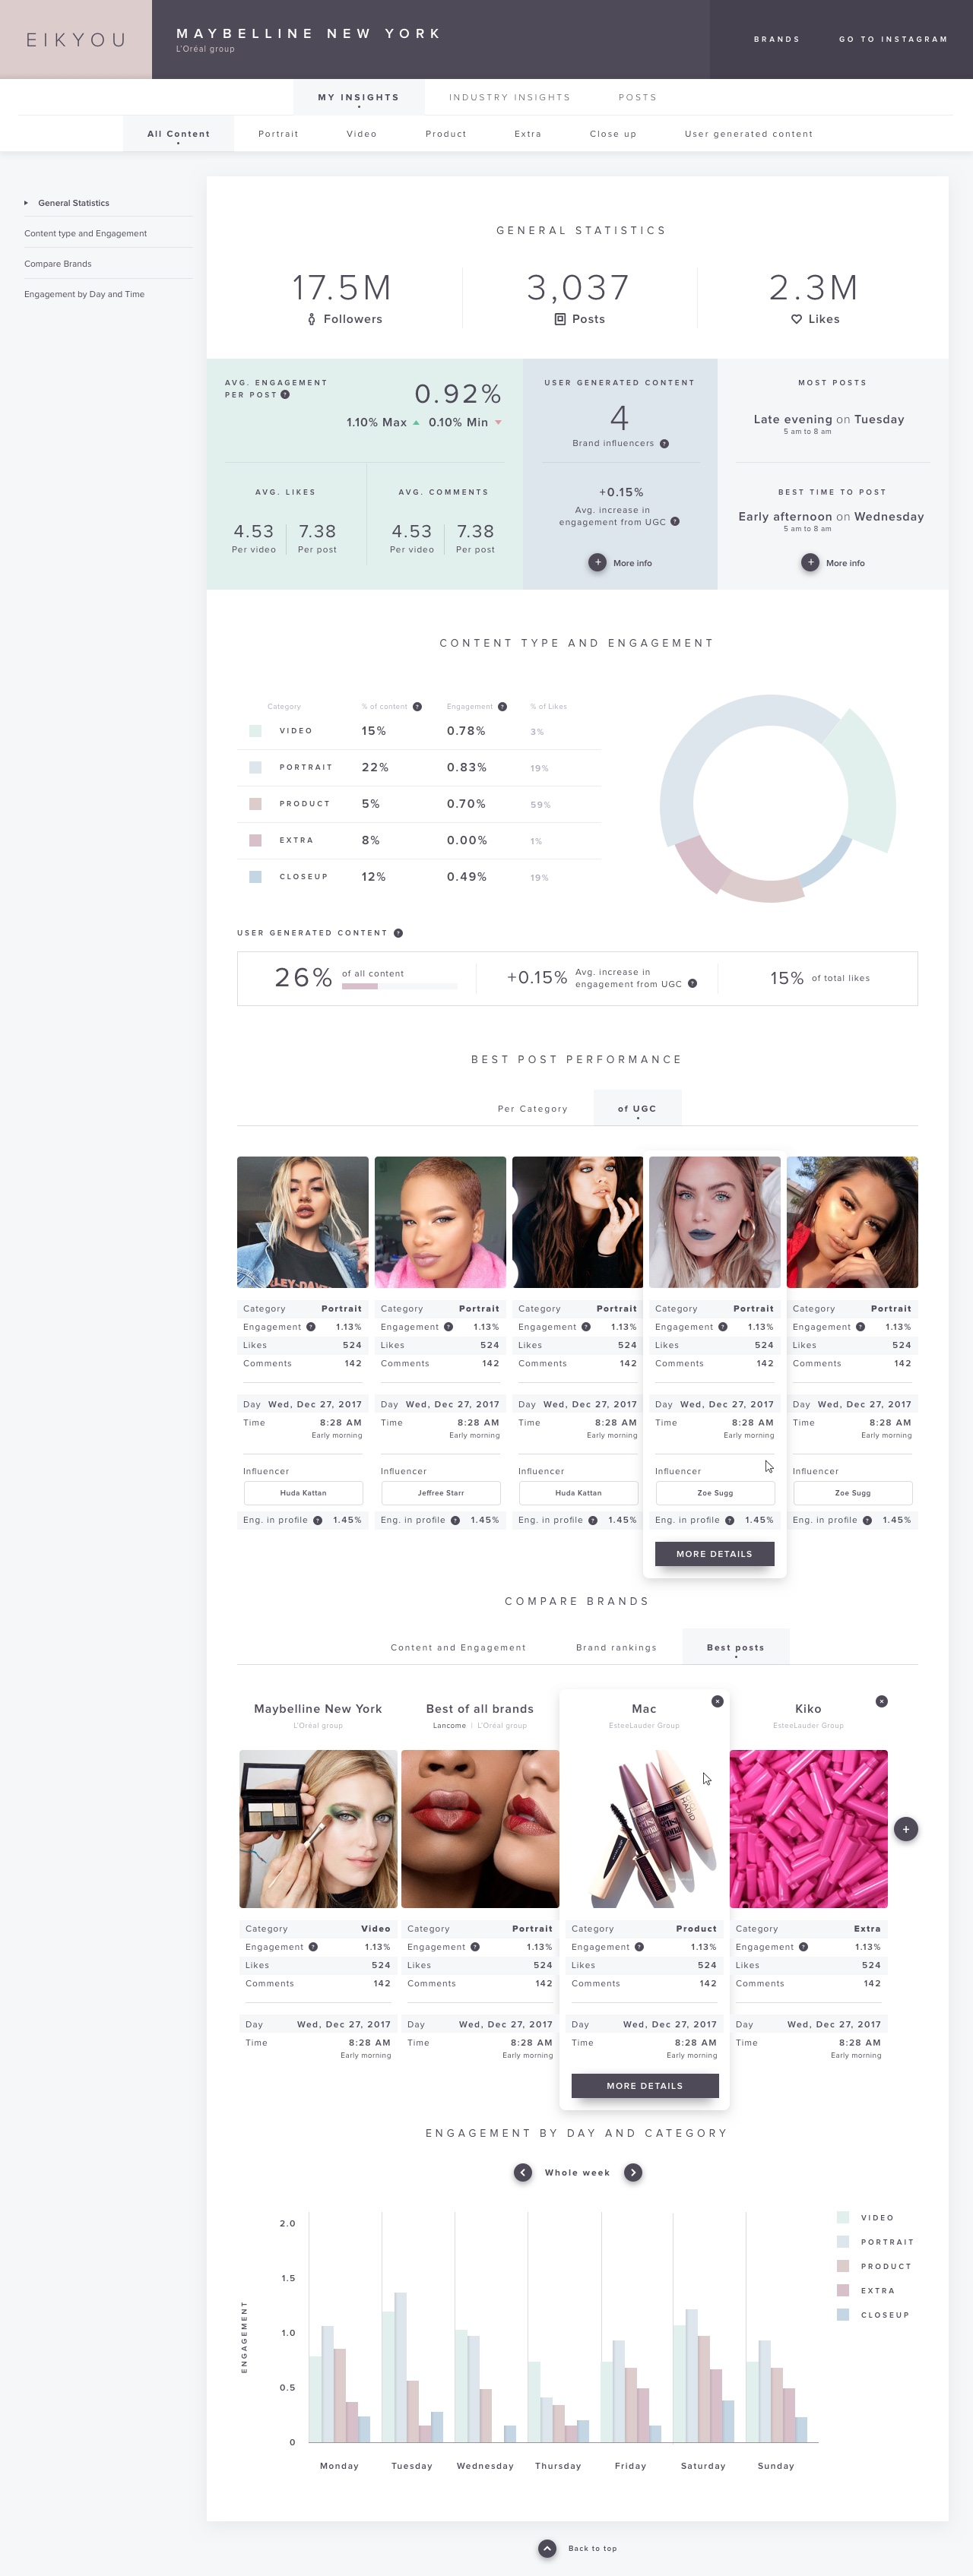 EIKYOU
MAYBELLINE NEW YORK
L'Oréal group
BRANDS
GO TO INSTAGRAM
MY INSIGHTS
INDUSTRY INSIGHTS
POSTS
All Content
Portrait
Video
Product
Extra
Close up
User generated content
General Statistics
Content type and Engagement
Compare Brands
Engagement by Day and Time
GENERAL STATISTICS
17.5M
Followers
3,037
Posts
2.3M
Likes
AVG. ENGAGEMENT
PER POST ?
0.92%
1.10% Max
0.10% Min
AVG. LIKES
4.53
Per video
7.38
Per post
AVG. COMMENTS
4.53
Per video
7.38
Per post
USER GENERATED CONTENT
4
Brand influencers ?
+0.15%
Avg. increase in
engagement from UGC ?
+ More info
MOST POSTS
Late evening on Tuesday
5 am to 8 am
BEST TIME TO POST
Early afternoon on Wednesday
5 am to 8 am
+ More info
CONTENT TYPE AND ENGAGEMENT
Category % of content ? Engagement ? % of Likes
VIDEO 15% 0.78% 3%
PORTRAIT 22% 0.83% 19%
PRODUCT 5% 0.70% 59%
EXTRA 8% 0.00% 1%
CLOSEUP 12% 0.49% 19%
USER GENERATED CONTENT ?
26%
of all content
+0.15%
Avg. increase in
engagement from UGC ?
15% of total likes
BEST POST PERFORMANCE
Per Category
of UGC
LEY-DAV
Category Portrait
Engagement ? 1.13%
Likes 524
Comments 142
Day Wed, Dec 27, 2017
Time 8:28 AM
Early morning
Influencer
Huda Kattan
Eng. in profile ? 1.45%
Category Portrait
Engagement ? 1.13%
Likes 524
Comments 142
Day Wed, Dec 27, 2017
Time 8:28 AM
Early morning
Influencer
Jeffree Starr
Eng. in profile ? 1.45%
Category Portrait
Engagement ? 1.13%
Likes 524
Comments 142
Day Wed, Dec 27, 2017
Time 8:28 AM
Early morning
Influencer
Huda Kattan
Eng. in profile ? 1.45%
Category Portrait
Engagement ? 1.13%
Likes 524
Comments 142
Day Wed, Dec 27, 2017
Time 8:28 AM
Early morning
Influencer
Zoe Sugg
Eng. in profile ? 1.45%
MORE DETAILS
Category Portrait
Engagement ? 1.13%
Likes 524
Comments 142
Day Wed, Dec 27, 2017
Time 8:28 AM
Early morning
Influencer
Zoe Sugg
Eng. in profile ? 1.45%
COMPARE BRANDS
Content and Engagement
Brand rankings
Best posts
Maybelline New York
L'Oréal group
Category Video
Engagement ? 1.13%
Likes 524
Comments 142
Day Wed, Dec 27, 2017
Time 8:28 AM
Early morning
Best of all brands
Lancome | L'Oréal group
Category Portrait
Engagement ? 1.13%
Likes 524
Comments 142
Day Wed, Dec 27, 2017
Time 8:28 AM
Early morning
Mac
EsteeLauder Group
Category Product
Engagement ? 1.13%
Likes 524
Comments 142
Day Wed, Dec 27, 2017
Time 8:28 AM
Early morning
MORE DETAILS
Kiko
EsteeLauder Group
Category Extra
Engagement ? 1.13%
Likes 524
Comments 142
Day Wed, Dec 27, 2017
Time 8:28 AM
Early morning
ENGAGEMENT BY DAY AND CATEGORY
Whole week
ENGAGEMENT
2.0
1.5
1.0
0.5
0
Monday
Tuesday
Wednesday
Thursday
Friday
Saturday
Sunday
VIDEO
PORTRAIT
PRODUCT
EXTRA
CLOSEUP
Back to top